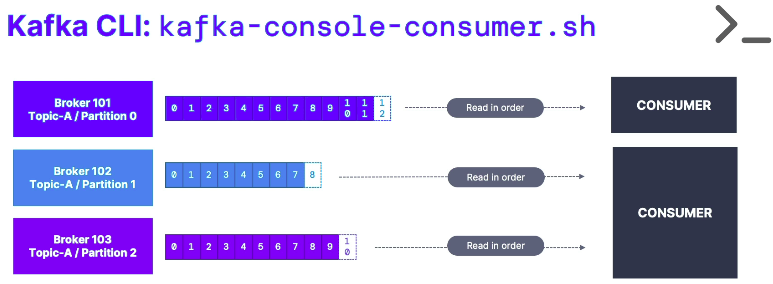 Kafka CLI: kafka-console-consumer.sh
>_
Broker 101
Topic-A / Partition 0
0 1 2 3 4 5 6 7 8 9 10 11 12
Read in order
CONSUMER
Broker 102
Topic-A / Partition 1
0 1 2 3 4 5 6 7 8
Read in order
CONSUMER
Broker 103
Topic-A / Partition 2
0 1 2 3 4 5 6 7 8 9 10
Read in order